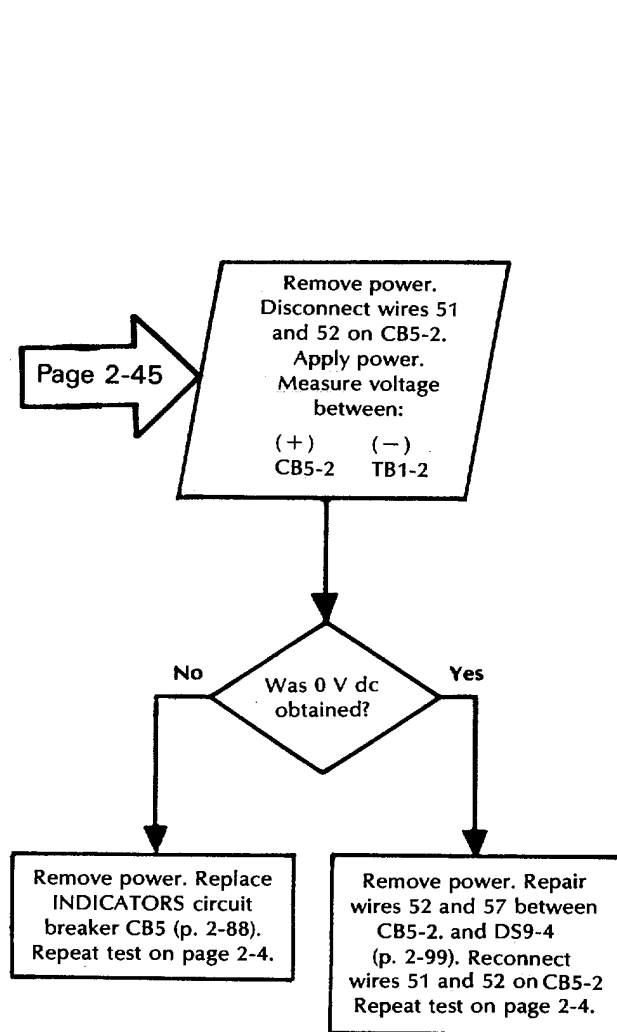 Page 2-45
Remove power.
Disconnect wires 51
and 52 on CB5-2.
Apply power.
Measure voltage
between:
(+) (−)
CB5-2 TB1-2
Was 0 V dc
obtained?
No
Yes
Remove power. Replace
INDICATORS circuit
breaker CB5 (p. 2-88).
Repeat test on page 2-4.
Remove power. Repair
wires 52 and 57 between
CB5-2. and DS9-4
(p. 2-99). Reconnect
wires 51 and 52 on CB5-2
Repeat test on page 2-4.